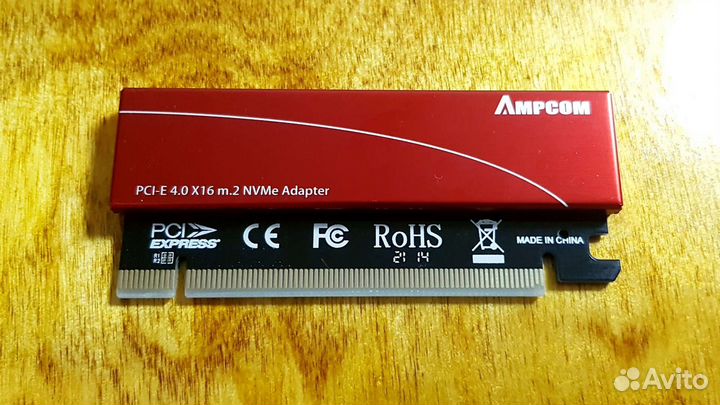 AMPCOM
PCI-E 4.0 X16 m.2 NVMe Adapter
PCI
EXPRESS®
CE
FC
RoHS
21 14
MADE IN CHINA
Avito